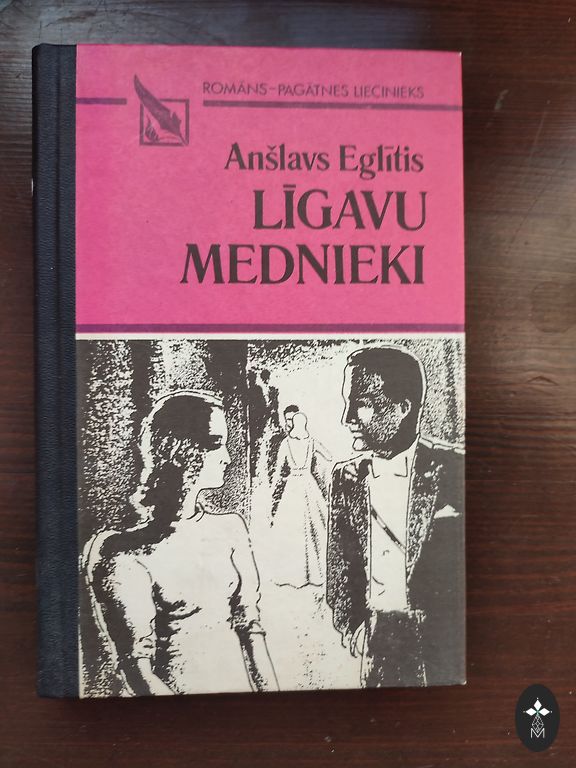 ROMĀNS–PAGĀTNES LIECINIEKS
Anšlavs Eglītis
LĪGAVU
MEDNIEKI
M